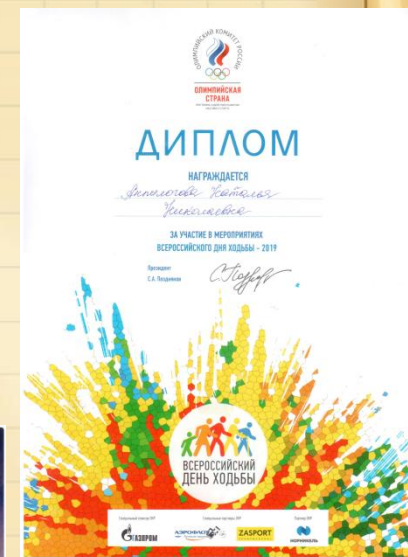 ОЛИМПИЙСКИЙ КОМИТЕТ РОССИИ
ОЛИМПИЙСКАЯ
СТРАНА
ДИПЛОМ
НАГРАЖДАЕТСЯ
Наталья
Николаевна
ЗА УЧАСТИЕ В МЕРОПРИЯТИЯХ
ВСЕРОССИЙСКОГО ДНЯ ХОДЬБЫ - 2019
Президент
С.А. Поздняков
ВСЕРОССИЙСКИЙ
ДЕНЬ ХОДЬБЫ
ГАЗПРОМ
АЭРОФЛОТ
ZASPORT
НОРНИКЕЛЬ